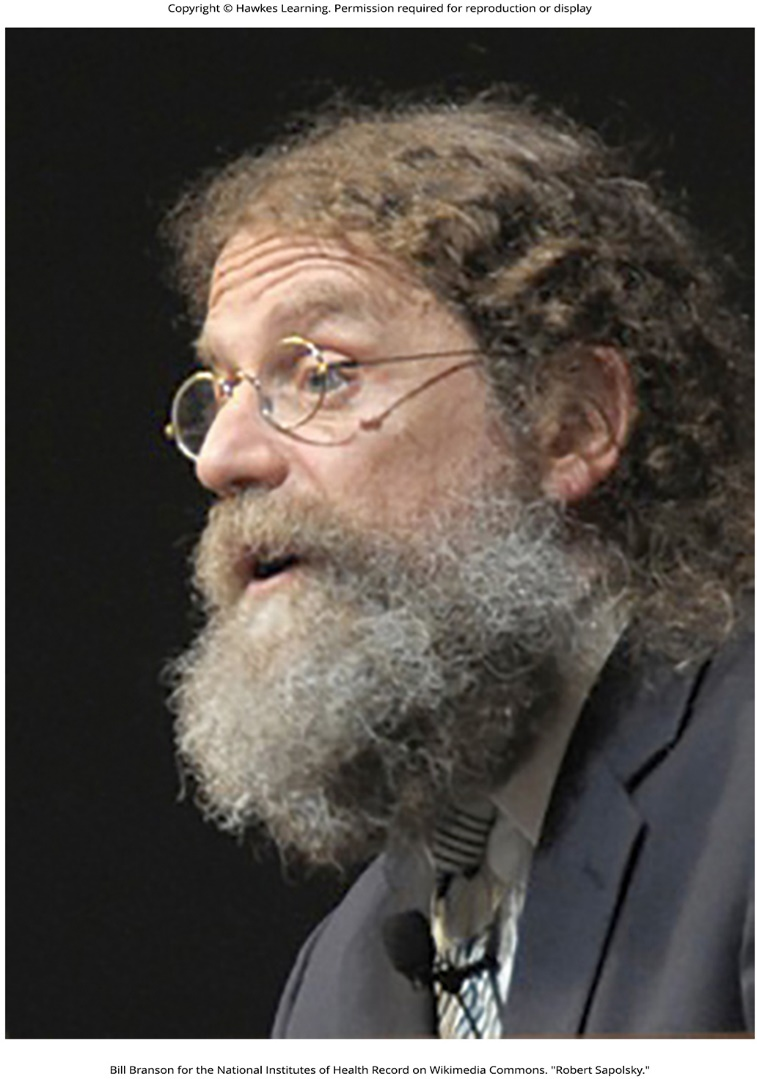 Copyright © Hawkes Learning. Permission required for reproduction or display
Bill Branson for the National Institutes of Health Record on Wikimedia Commons. "Robert Sapolsky."